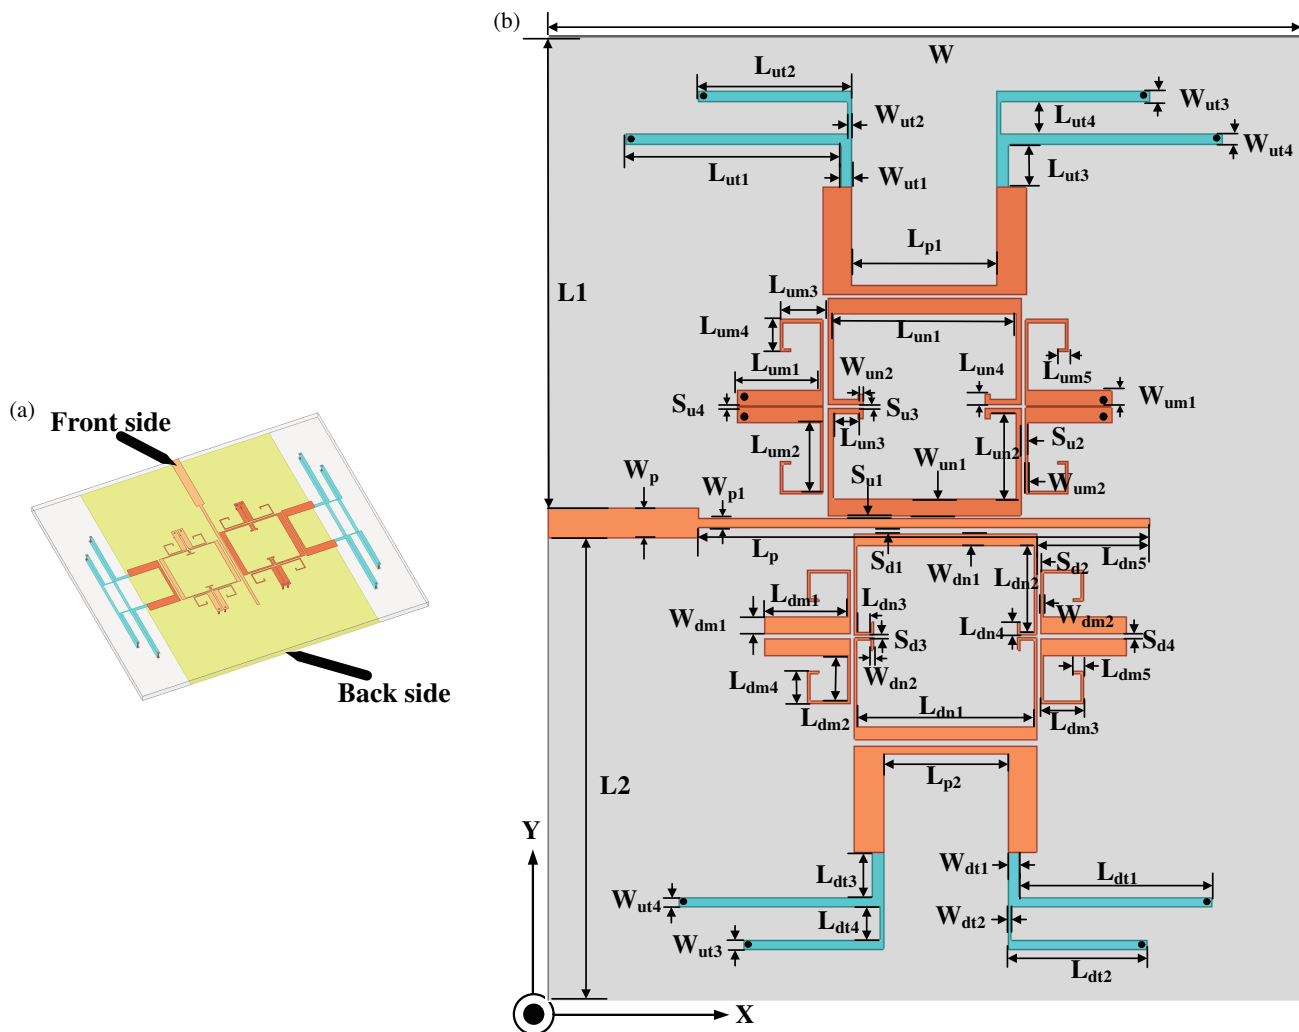 (a)
Front side
Back side
(b)
W
L1
L2
Lut2
Wut2
Lut1
Wut1
Wut3
Lut4
Wut4
Lut3
Lp1
Lum3
Lum4
Lun1
Lum1
Wun2
Lun4
Lum5
Wum1
Su4
Su3
Lun3
Lum2
Lun2
Su2
Wun1
Wum2
Su1
Wp
Wp1
Lp
Sd1
Wdn1
Ldn5
Ldn2
Sd2
Ldm1
Ldn3
Wdm2
Wdm1
Ldn4
Sd3
Sd4
Wdn2
Ldm5
Ldm4
Ldm2
Ldn1
Ldm3
Lp2
Ldt3
Wdt1
Ldt1
Wut4
Ldt4
Wdt2
Wut3
Ldt2
Y
X